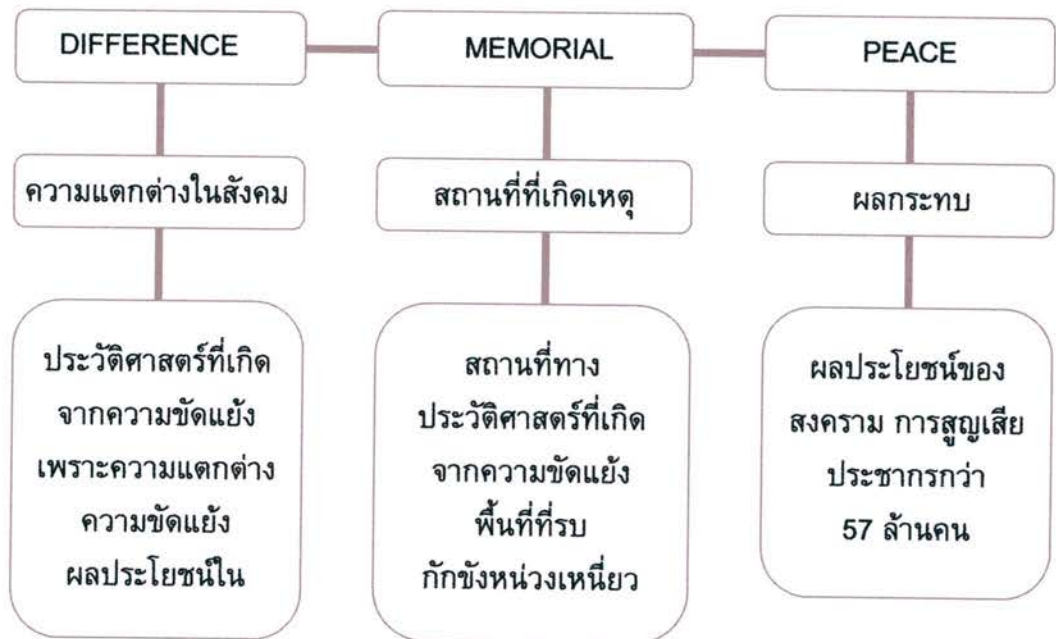 DIFFERENCE
MEMORIAL
PEACE
ความแตกต่างในสังคม
สถานที่ที่เกิดเหตุ
ผลกระทบ
ประวัติศาสตร์ที่เกิด
จากความขัดแย้ง
เพราะความแตกต่าง
ความขัดแย้ง
ผลประโยชน์ใน
สถานที่ทาง
ประวัติศาสตร์ที่เกิด
จากความขัดแย้ง
พื้นที่ที่รบ
กักขังหน่วงเหนี่ยว
ผลประโยชน์ของ
สงคราม การสูญเสีย
ประชากรกว่า
57 ล้านคน